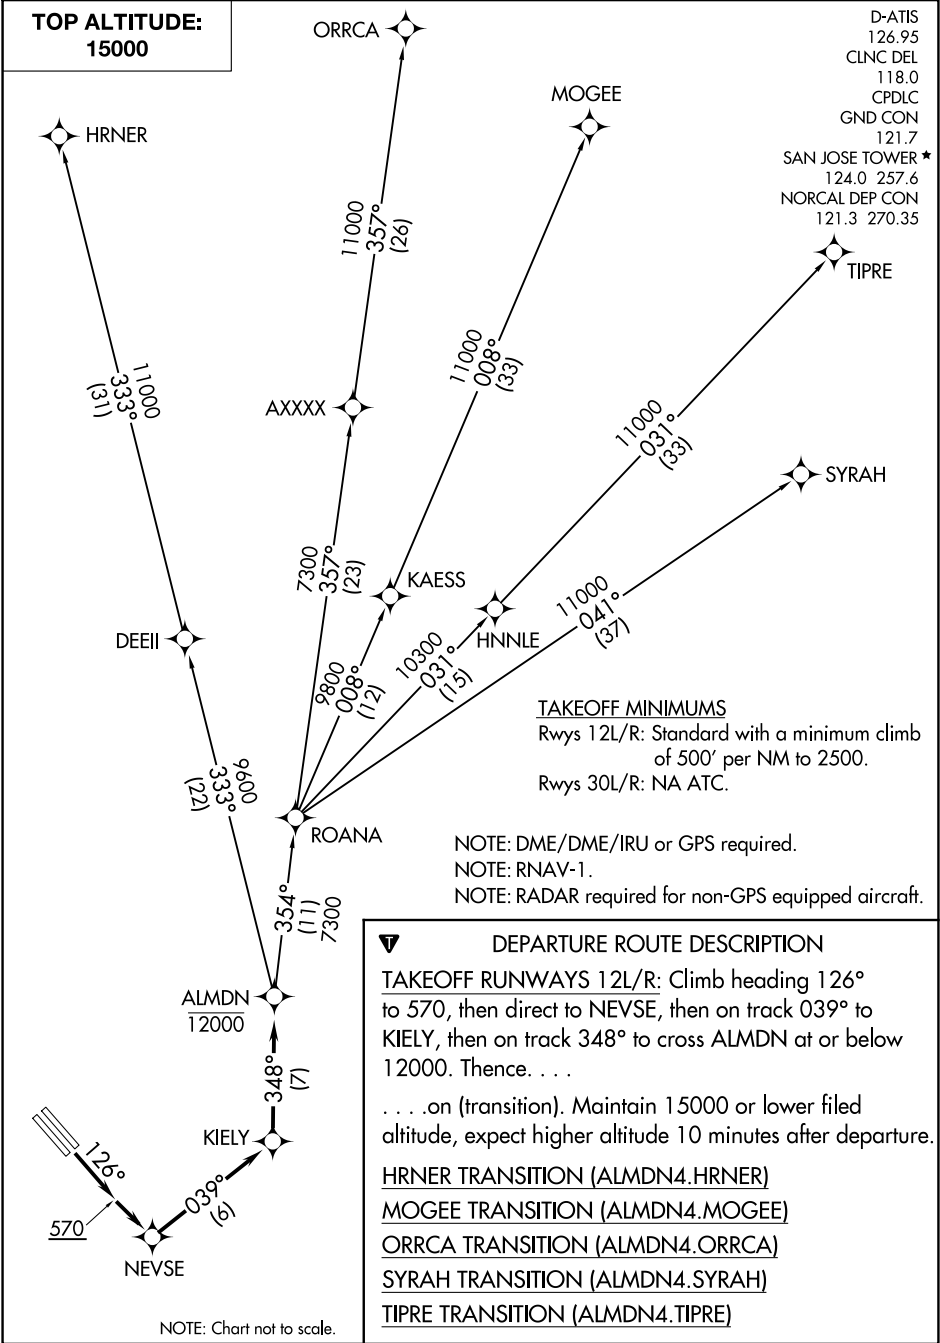 TOP ALTITUDE:
15000
D-ATIS
126.95
CLNC DEL
118.0
CPDLC
GND CON
121.7
SAN JOSE TOWER ★
124.0 257.6
NORCAL DEP CON
121.3 270.35
ORRCA
MOGEE
HRNER
TIPRE
11000
357°
(26)
11000
008°
(33)
11000
333°
(31)
AXXXX
11000
031°
(33)
SYRAH
7300
357°
(23)
KAESS
11000
041°
(37)
HNNLE
DEEII
9800
008°
(12)
10300
031°
(15)
9600
333°
(22)
ROANA
354°
(11)
7300
ALMDN
12000
348°
(7)
KIELY
126°
039°
(6)
570
NEVSE
NOTE: Chart not to scale.
TAKEOFF MINIMUMS
Rwys 12L/R: Standard with a minimum climb
of 500' per NM to 2500.
Rwys 30L/R: NA ATC.
NOTE: DME/DME/IRU or GPS required.
NOTE: RNAV-1.
NOTE: RADAR required for non-GPS equipped aircraft.
T
DEPARTURE ROUTE DESCRIPTION
TAKEOFF RUNWAYS 12L/R: Climb heading 126°
to 570, then direct to NEVSE, then on track 039° to
KIELY, then on track 348° to cross ALMDN at or below
12000. Thence. . . .
. . . .on (transition). Maintain 15000 or lower filed
altitude, expect higher altitude 10 minutes after departure.
HRNER TRANSITION (ALMDN4.HRNER)
MOGEE TRANSITION (ALMDN4.MOGEE)
ORRCA TRANSITION (ALMDN4.ORRCA)
SYRAH TRANSITION (ALMDN4.SYRAH)
TIPRE TRANSITION (ALMDN4.TIPRE)